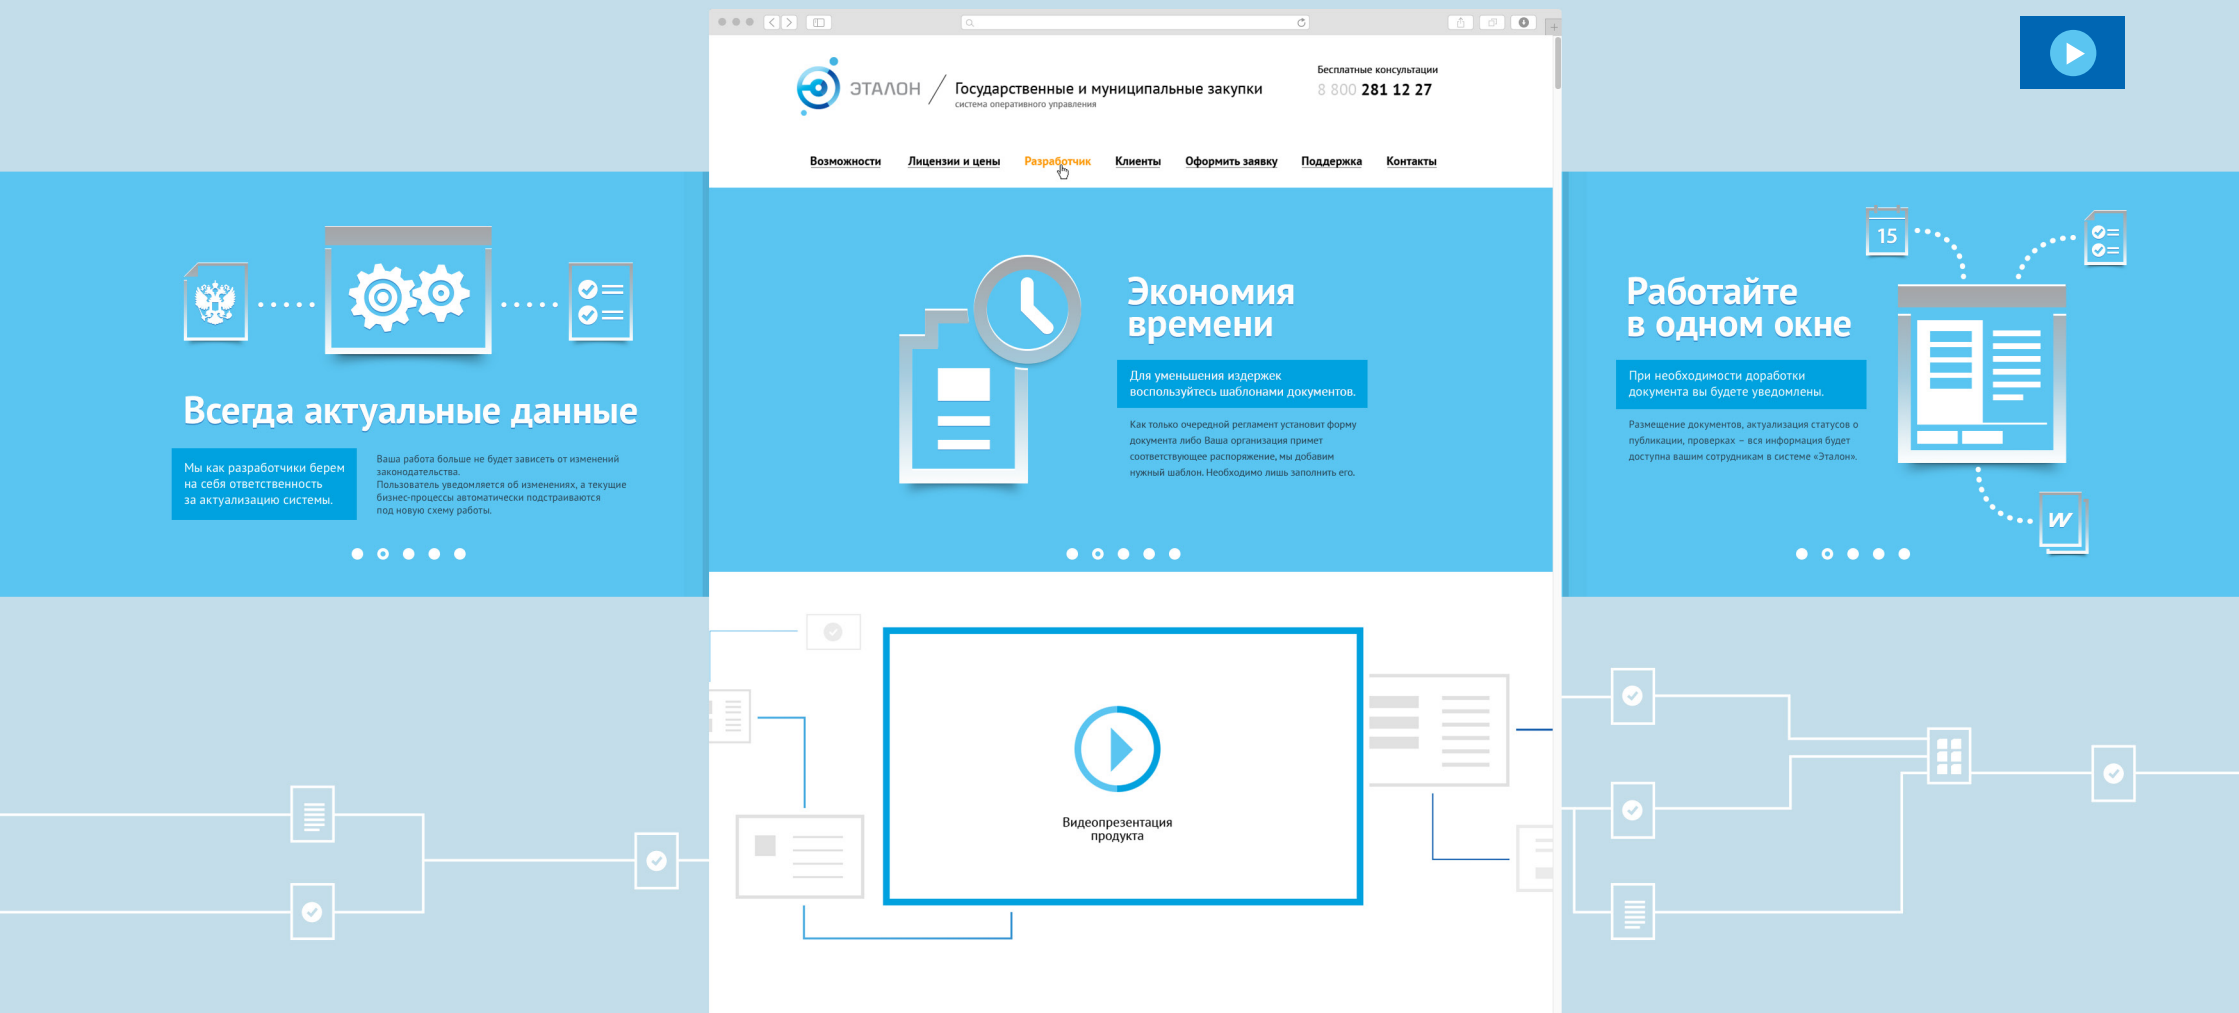 ЭТАЛОН
Государственные и муниципальные закупки
система оперативного управления
Бесплатные консультации
8 800 281 12 27
Возможности Лицензии и цены Разработчик Клиенты Оформить заявку Поддержка Контакты
Всегда актуальные данные
Мы как разработчики берем
на себя ответственность
за актуализацию системы.
Ваша работа больше не будет зависеть от изменений
законодательства.
Пользователь уведомляется об изменениях, а текущие
бизнес-процессы автоматически подстраиваются
под новую схему работы.
Экономия
времени
Для уменьшения издержек
воспользуйтесь шаблонами документов.
Как только очередной регламент установит форму
документа либо Ваша организация примет
соответствующее распоряжение, мы добавим
нужный шаблон. Необходимо лишь заполнить его.
Работайте
в одном окне
При необходимости доработки
документа вы будете уведомлены.
Размещение документов, актуализация статусов о
публикации, проверках – вся информация будет
доступна вашим сотрудникам в системе «Эталон».
15
W
Видеопрезентация
продукта